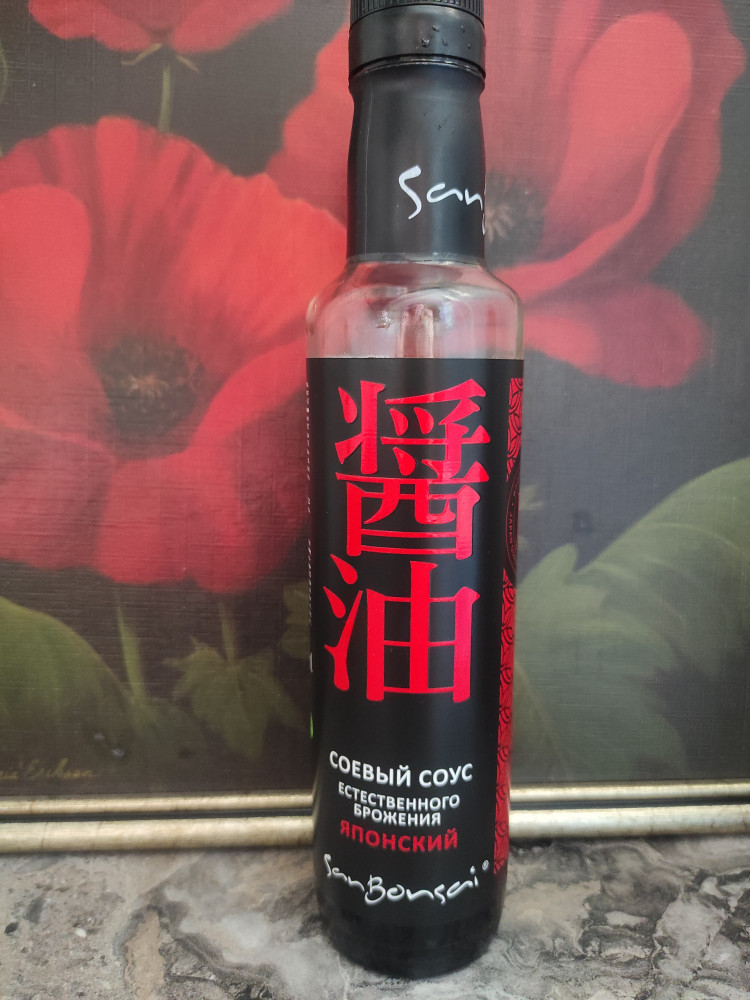 San
醤
油
СОЕВЫЙ СОУС
ЕСТЕСТВЕННОГО
БРОЖЕНИЯ
ЯПОНСКИЙ
SanBonsai®